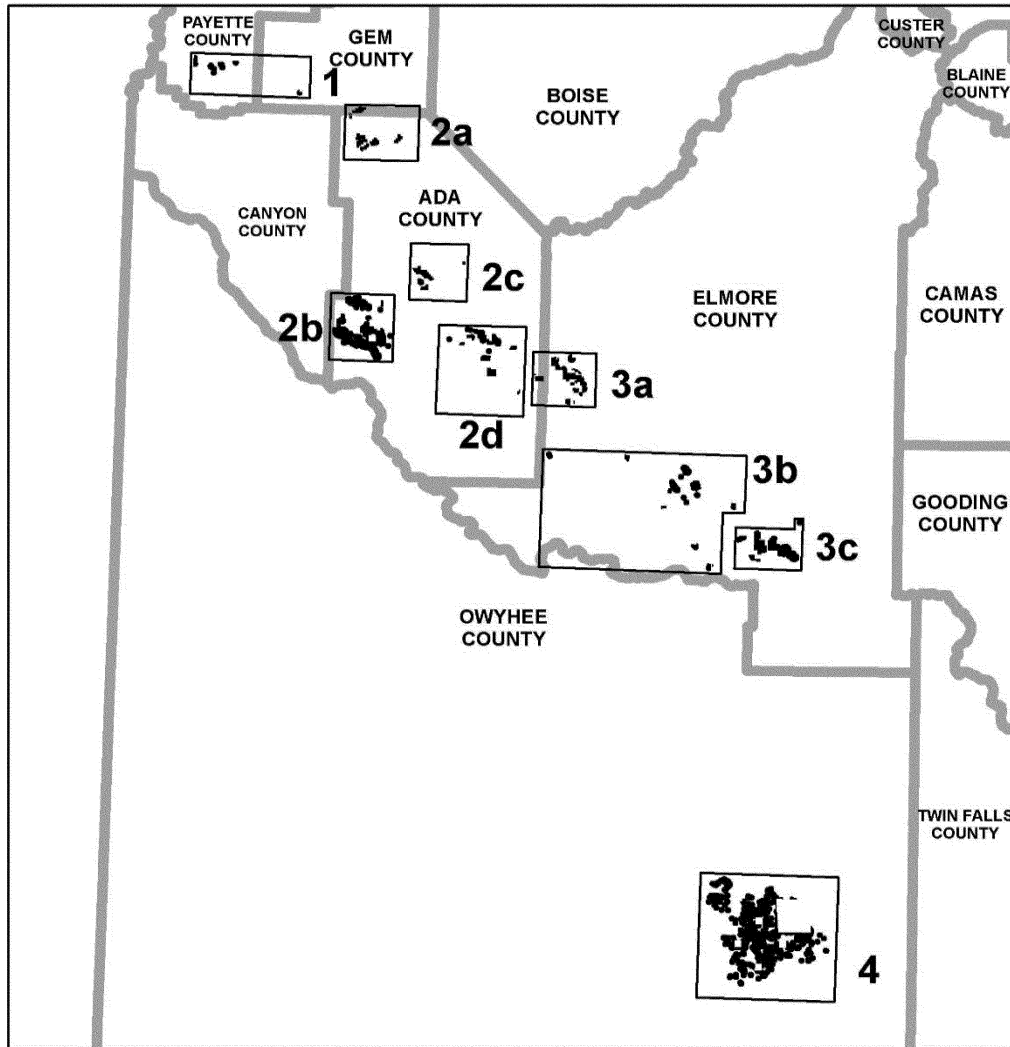 PAYETTE
COUNTY
GEM
COUNTY
CUSTER
COUNTY
BLAINE
COUNTY
1
BOISE
COUNTY
2a
ADA
COUNTY
CANYON
COUNTY
2c
ELMORE
COUNTY
CAMAS
COUNTY
2b
3a
2d
3b
GOODING
COUNTY
3c
OWYHEE
COUNTY
TWIN FALLS
COUNTY
4